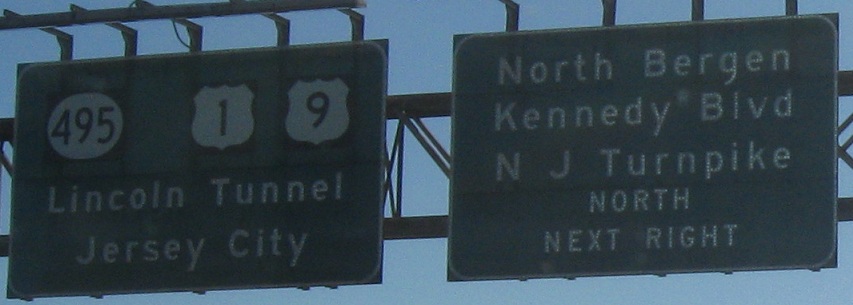 495 1 9
Lincoln Tunnel
Jersey City
North Bergen
Kennedy Blvd
N J Turnpike
NORTH
NEXT RIGHT